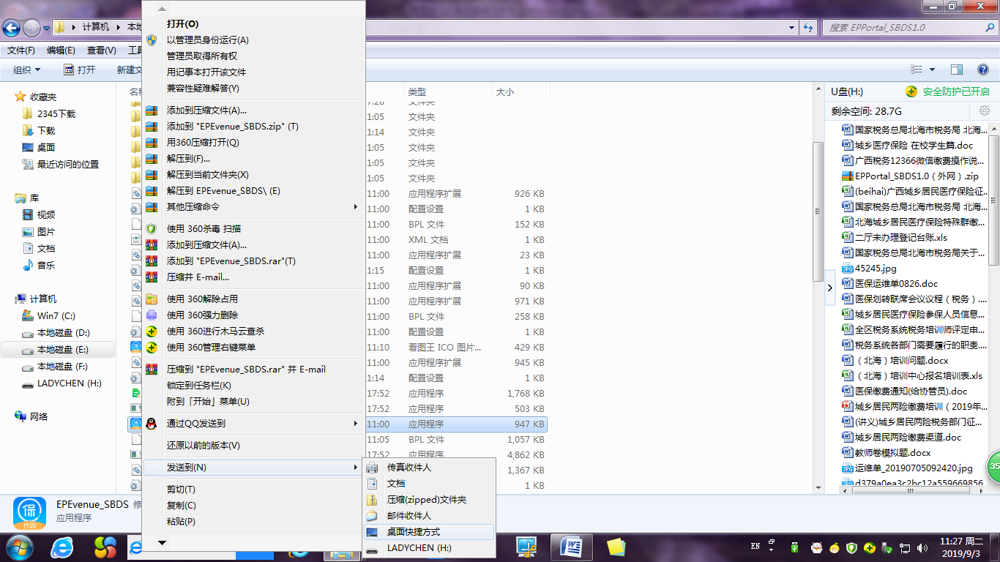 计算机
搜索 EPPortal_SBDS1.0
文件(F)
编辑(E)
查看(V)
组织
打开
收藏夹
2345下载
下载
桌面
最近访问的位置
库
视频
图片
文档
音乐
计算机
Win7 (C:)
本地磁盘 (D:)
本地磁盘 (E:)
本地磁盘 (F:)
LADYCHEN (H:)
网络
打开(O)
以管理员身份运行(A)
管理员取得所有权
用记事本打开该文件
兼容性疑难解答(Y)
添加到压缩文件(A)...
添加到 "EPEvenue_SBDS.zip" (T)
用360压缩打开(Q)
解压到(F)...
解压到当前文件夹(X)
解压到 EPEvenue_SBDS\ (E)
其他压缩命令
使用 360杀毒 扫描
添加到压缩文件(A)...
添加到 "EPEvenue_SBDS.rar"(T)
压缩并 E-mail...
使用 360解除占用
使用 360强力删除
使用 360进行木马云查杀
使用 360管理右键菜单
压缩到 "EPEvenue_SBDS.rar" 并 E-mail
锁定到任务栏(K)
附到「开始」菜单(U)
通过QQ发送到
还原以前的版本(V)
发送到(N)
剪切(T)
复制(C)
粘贴(P)
传真收件人
文档
压缩(zipped)文件夹
邮件收件人
桌面快捷方式
LADYCHEN (H:)
类型 大小
1:05 文件夹
1:14 文件夹
1:05 文件夹
1:05 文件夹
1:05 文件夹
11:00 应用程序扩展 926 KB
11:00 配置设置 1 KB
11:00 BPL 文件 152 KB
11:00 XML 文档 1 KB
11:00 应用程序扩展 23 KB
1:15 配置设置 1 KB
11:00 应用程序扩展 90 KB
11:00 应用程序扩展 971 KB
11:00 BPL 文件 258 KB
11:00 配置设置 1 KB
11:10 看图王 ICO 图片... 429 KB
11:00 应用程序扩展 945 KB
1:14 配置设置 1 KB
17:52 应用程序 1,768 KB
17:52 应用程序 503 KB
11:00 应用程序 947 KB
11:05 BPL 文件 1,057 KB
17:52 应用程序 4,862 KB
1,367 KB
1 KB
U盘(H:)
安全防护已开启
剩余空间: 28.7G
国家税务总局北海市税务局 北海...
城乡医疗保险 在校学生篇.doc
广西税务12366微信缴费操作说...
EPPortal_SBDS1.0（外网）.zip
(beihai)广西城乡居民医疗保险征...
国家税务总局北海市税务局 北海...
北海城乡居民医疗保险特殊群缴...
二厅未办理登记台账.xls
国家税务总局北海市税务局关于...
45245.jpg
医保运维单0826.doc
医保划转联席会议议程（税务）....
城乡居民医疗保险参保人员信息...
全区税务系统税务培训师评定申...
税务系统各部门需要履行的职责....
（北海）培训问题.docx
（北海）培训中心报名培训表.xls
医保缴费通知(给协管员).doc
城乡居民两险缴费培训（2019年...
(讲义)城乡居民两险税务部门征...
城乡居民两险缴费渠道.doc
教师卷模拟题.docx
运维单_20190705092420.jpg
d379a0ea3c2bc12a559669856
35
保
代收
EPEvenue_SBDS
应用程序
EN
11:27 周二
2019/9/3